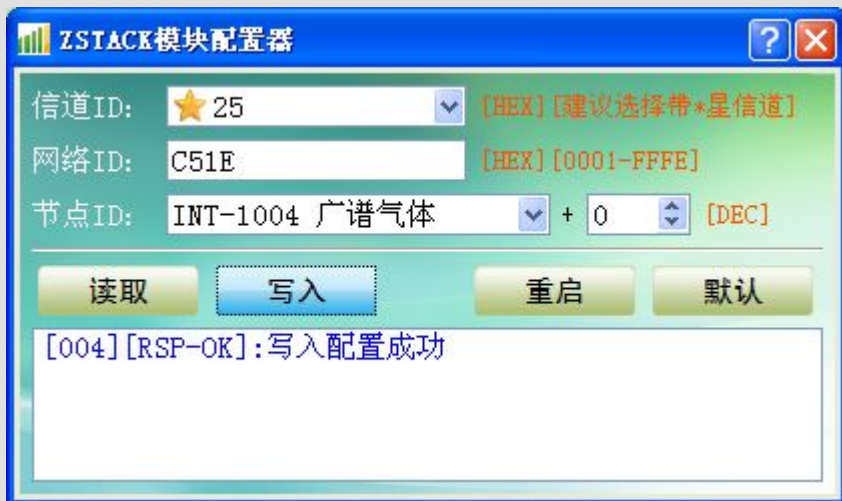 ZSTACK模块配置器
信道ID: 25 [HEX][建议选择带*星信道]
网络ID: C51E [HEX][0001-FFFE]
节点ID: INT-1004 广谱气体 + 0 [DEC]
读取 写入 重启 默认
[004][RSP-OK]:写入配置成功